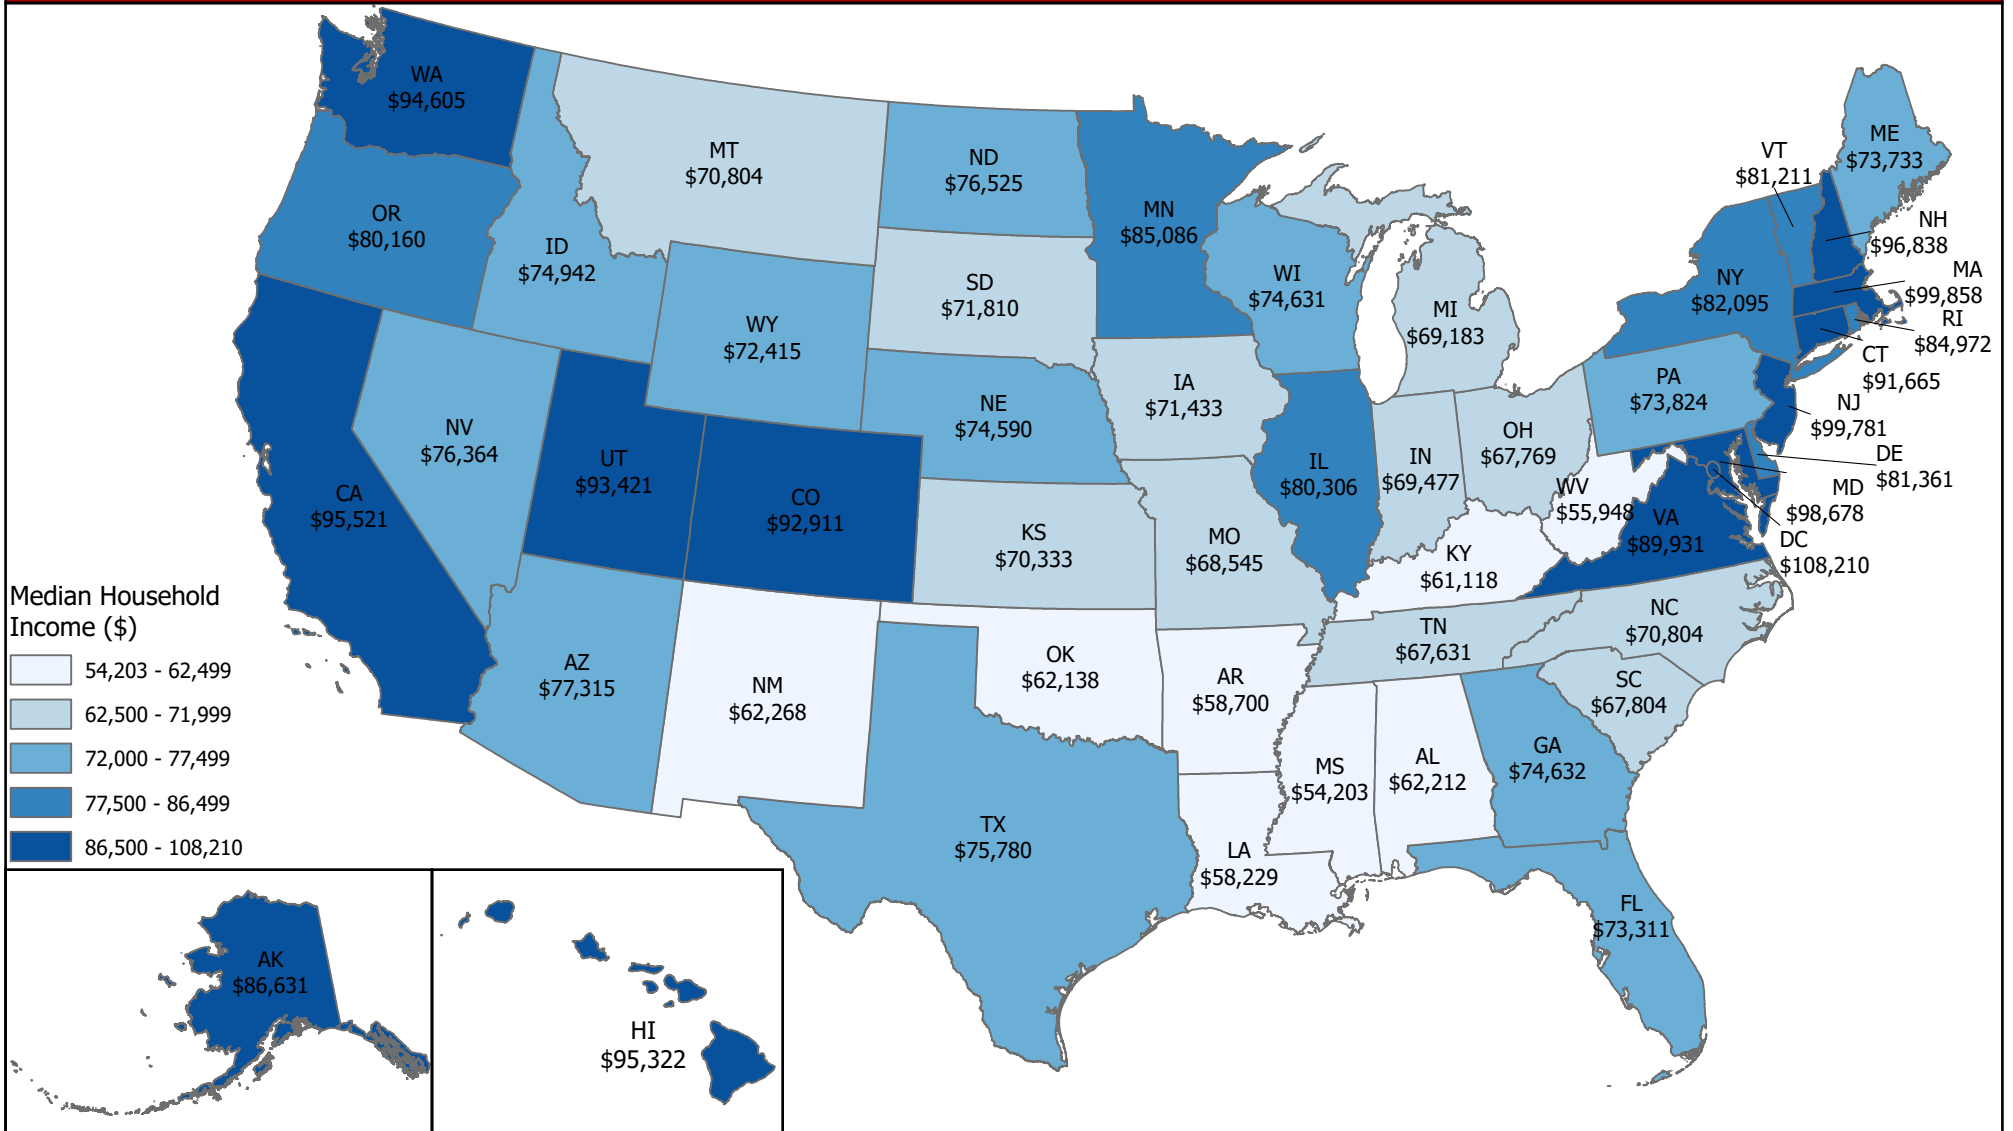 WA
$94,605
MT
$70,804
ND
$76,525
MN
$85,086
OR
$80,160
ID
$74,942
WY
$72,415
SD
$71,810
WI
$74,631
MI
$69,183
VT
$81,211
ME
$73,733
NH
$96,838
MA
$99,858
RI
$84,972
CT
$91,665
NY
$82,095
PA
$73,824
NJ
$99,781
DE
$81,361
MD
$98,678
DC
$108,210
CA
$95,521
NV
$76,364
UT
$93,421
CO
$92,911
NE
$74,590
IA
$71,433
IL
$80,306
IN
$69,477
OH
$67,769
WV
$55,948
VA
$89,931
KS
$70,333
MO
$68,545
KY
$61,118
NC
$70,804
TN
$67,631
SC
$67,804
AZ
$77,315
NM
$62,268
OK
$62,138
AR
$58,700
MS
$54,203
AL
$62,212
GA
$74,632
TX
$75,780
LA
$58,229
FL
$73,311
Median Household
Income ($)
54,203 - 62,499
62,500 - 71,999
72,000 - 77,499
77,500 - 86,499
86,500 - 108,210
AK
$86,631
HI
$95,322